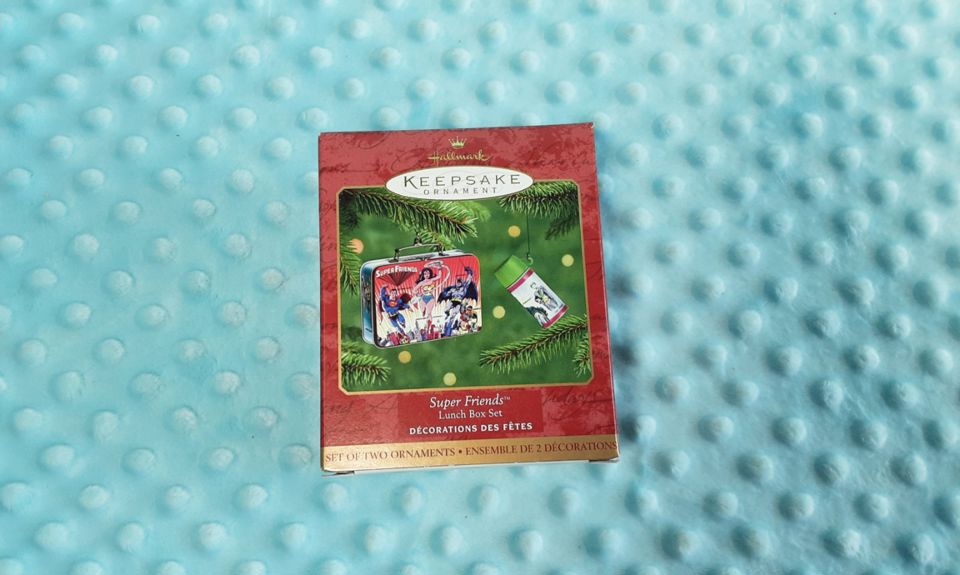 Hallmark
KEEPSAKE
ORNAMENT
SUPER FRIENDS
Super Friends™
Lunch Box Set
DÉCORATIONS DES FÊTES
SET OF TWO ORNAMENTS • ENSEMBLE DE 2 DÉCORATIONS